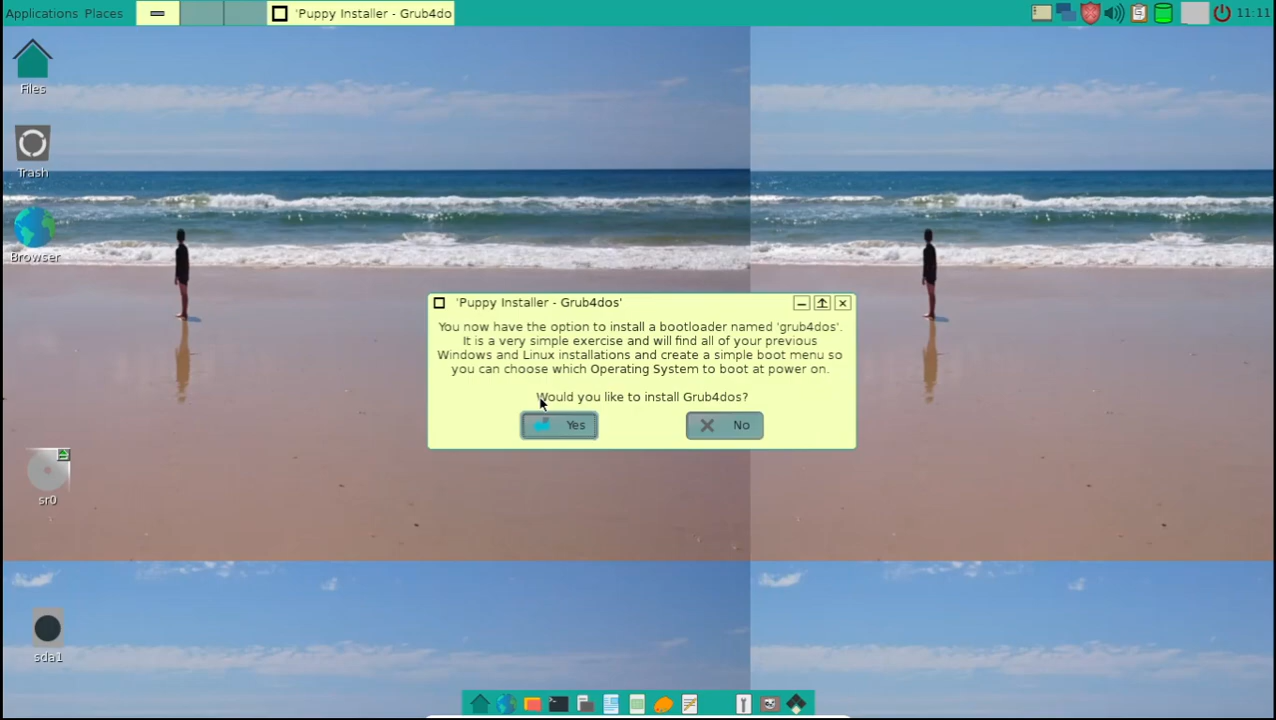 Applications Places
'Puppy Installer - Grub4do
11:11
Files
Trash
Browser
'Puppy Installer - Grub4dos'
You now have the option to install a bootloader named 'grub4dos'.
It is a very simple exercise and will find all of your previous
Windows and Linux installations and create a simple boot menu so
you can choose which Operating System to boot at power on.
Would you like to install Grub4dos?
Yes
No
sr0
sda1